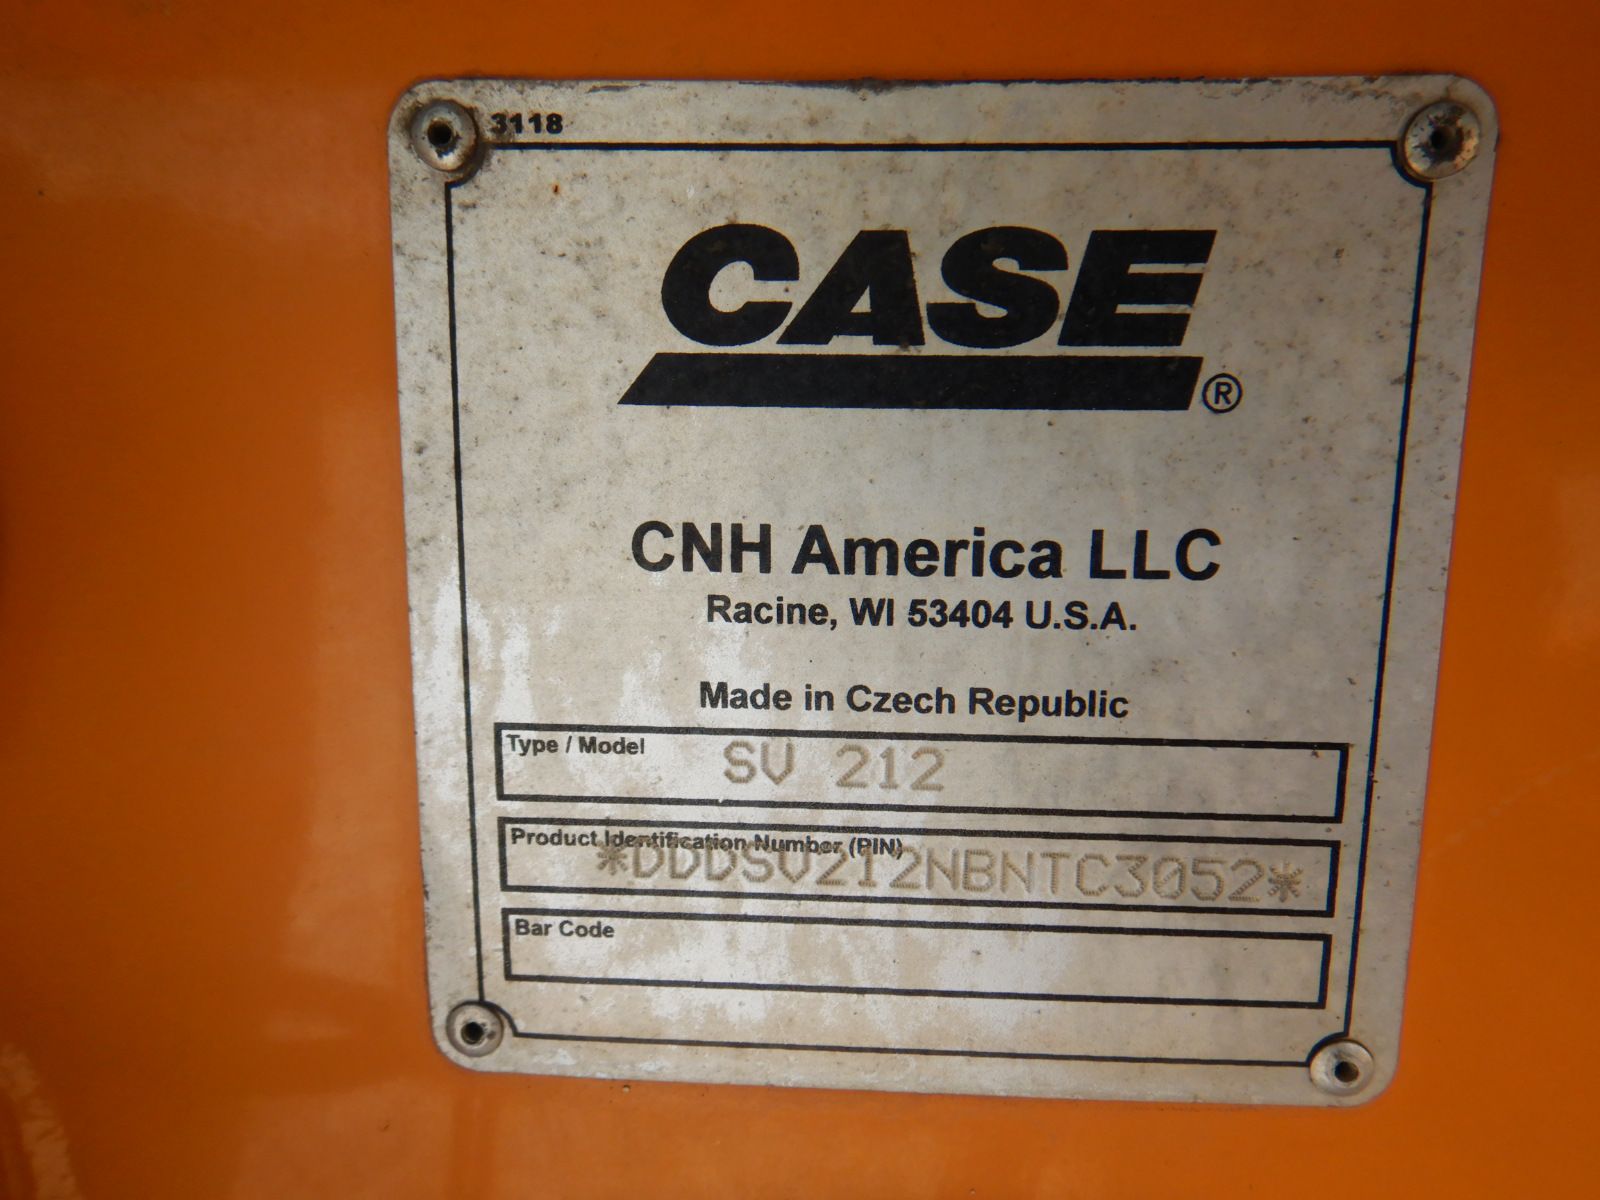 3118
CASE
®
CNH America LLC
Racine, WI 53404 U.S.A.
Made in Czech Republic
Type / Model SV 212
Product Identification Number (PIN)
*DDDSV212NBNTC3052*
Bar Code